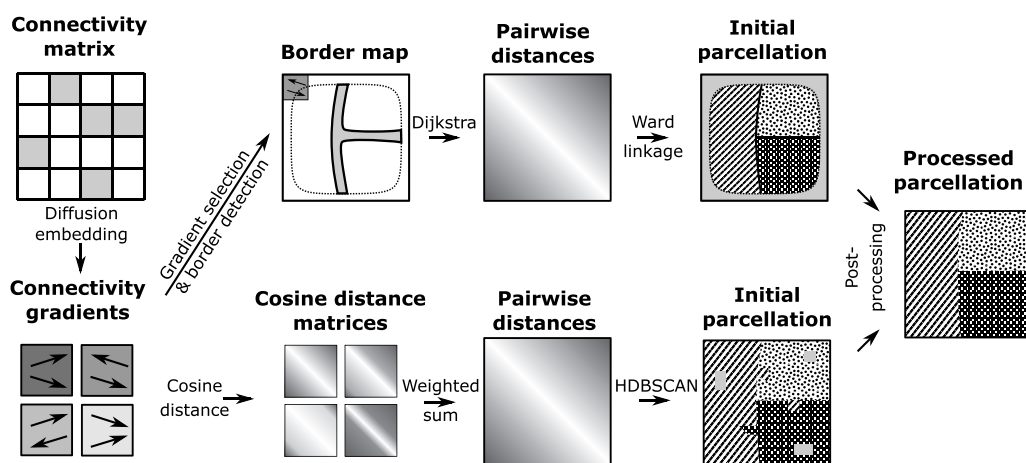 Connectivity
matrix
Diffusion
embedding
Connectivity
gradients
Gradient selection
& border detection
Border map
Dijkstra
Pairwise
distances
Ward
linkage
Initial
parcellation
Cosine
distance
Cosine distance
matrices
Weighted
sum
Pairwise
distances
HDBSCAN
Initial
parcellation
Post-
processing
Processed
parcellation